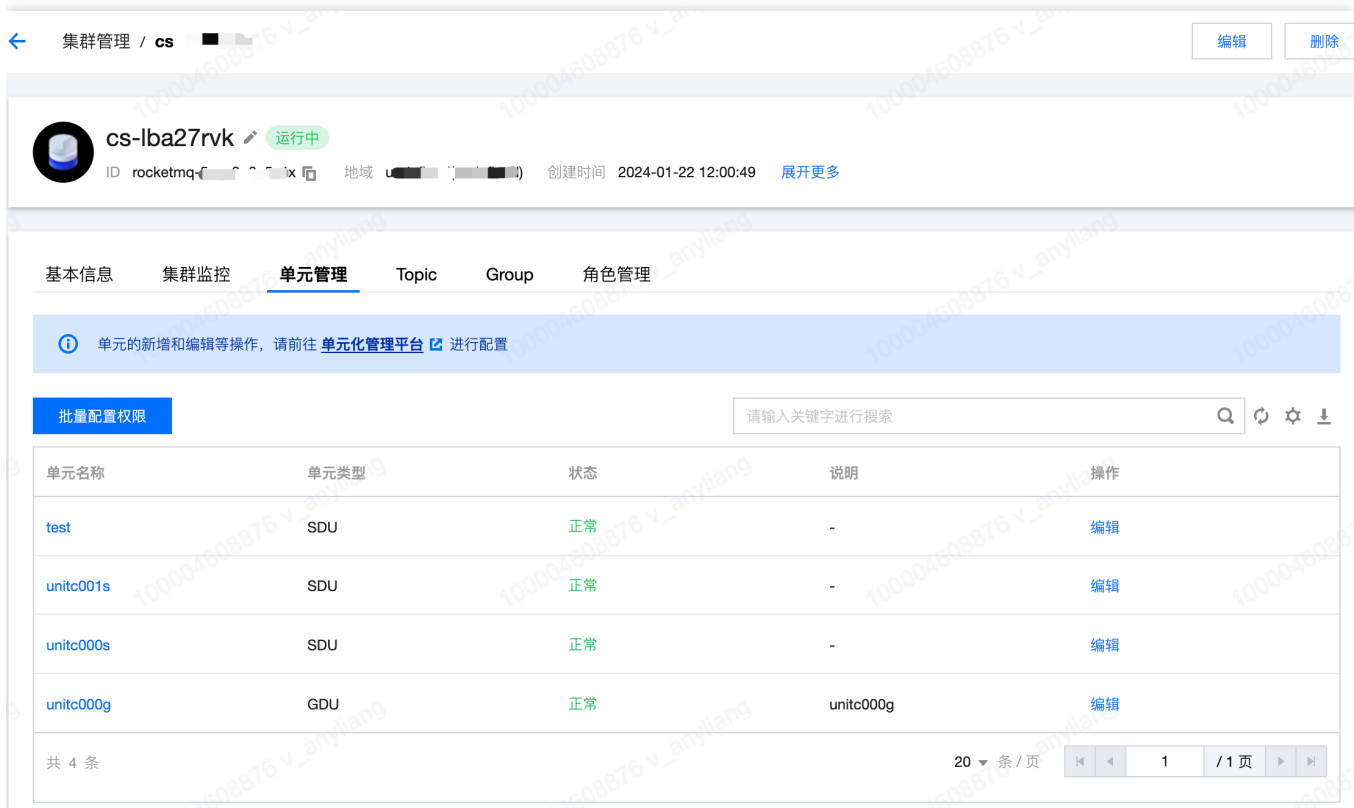 集群管理 / cs
编辑
删除
cs-lba27rvk 运行中
ID rocketmq- 地域 创建时间 2024-01-22 12:00:49 展开更多
基本信息 集群监控 单元管理 Topic Group 角色管理
单元的新增和编辑等操作，请前往 单元化管理平台 进行配置
批量配置权限 请输入关键字进行搜索
单元名称 单元类型 状态 说明 操作
test SDU 正常 - 编辑
unitc001s SDU 正常 - 编辑
unitc000s SDU 正常 - 编辑
unitc000g GDU 正常 unitc000g 编辑
共 4 条 20 条 / 页 1 / 1 页
100004608876 v_anyliang